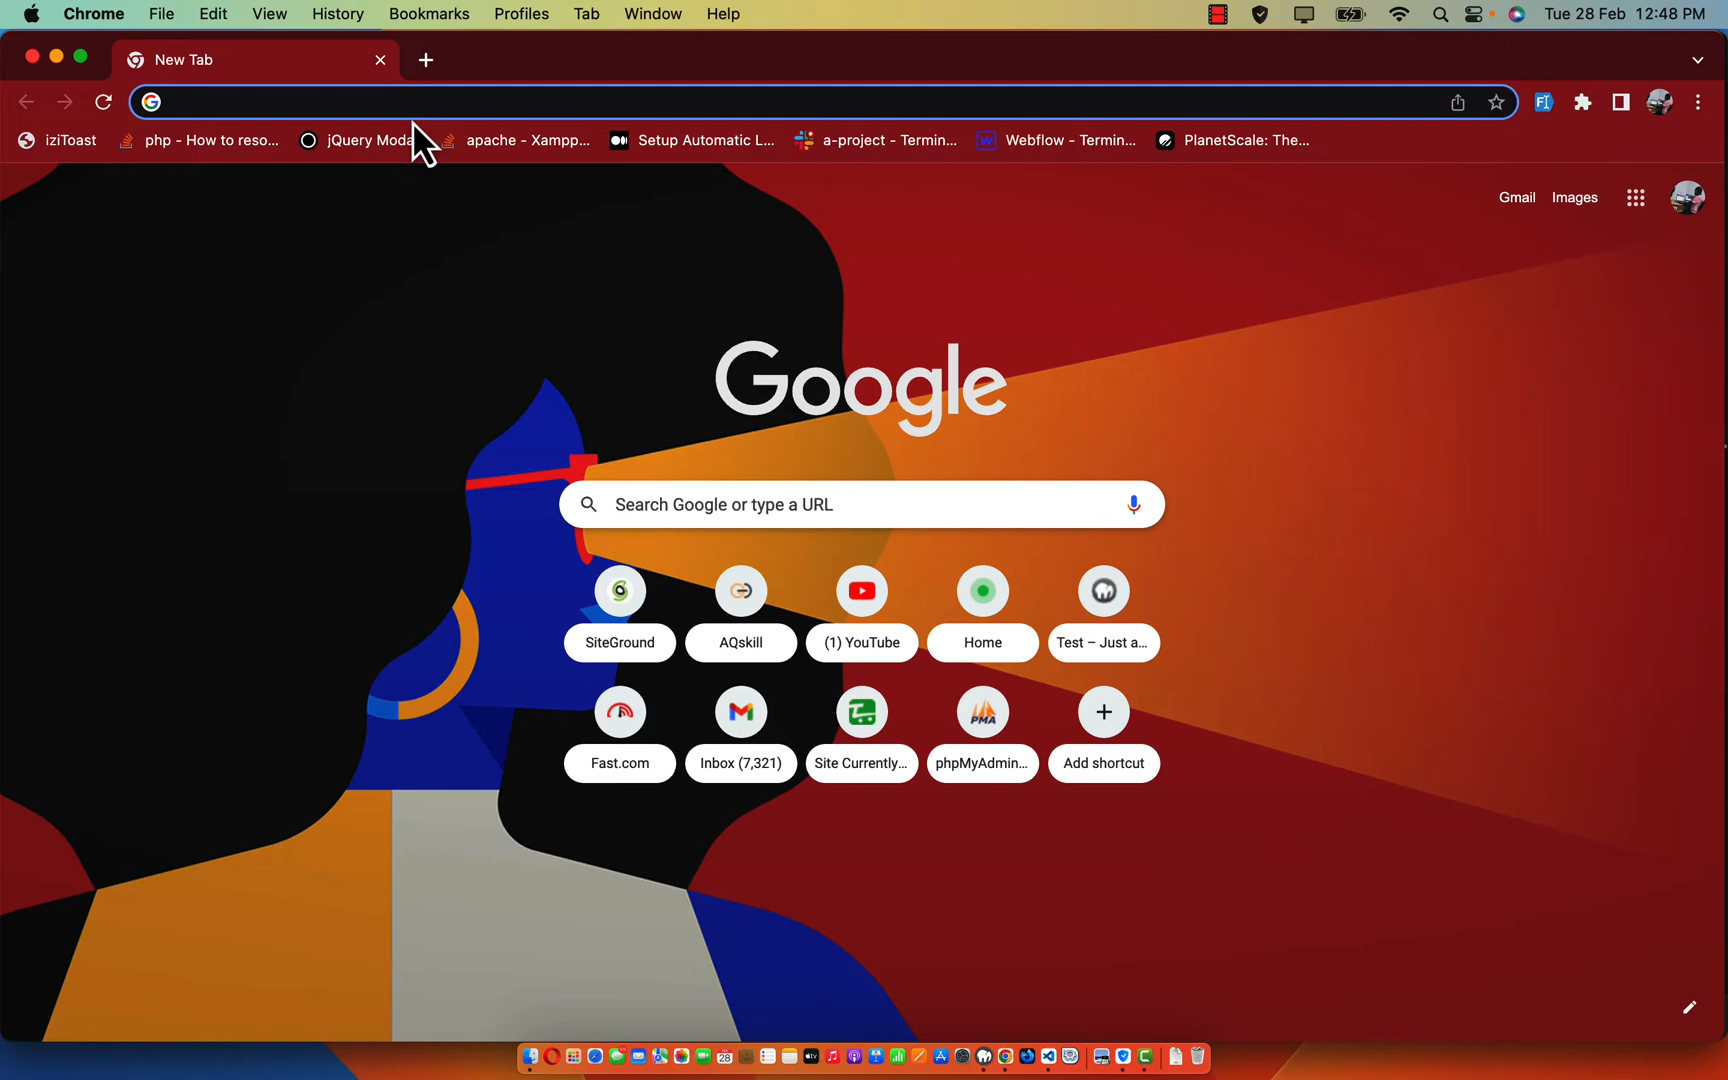 Chrome File Edit View History Bookmarks Profiles Tab Window Help Tue 28 Feb 12:48 PM
New Tab
iziToast php - How to reso... jQuery Moda apache - Xampp... Setup Automatic L... a-project - Termin... Webflow - Termin... PlanetScale: The...
Gmail Images
Google
Search Google or type a URL
SiteGround AQskill (1) YouTube Home Test – Just a...
PMA
Fast.com Inbox (7,321) Site Currently... phpMyAdmin... Add shortcut
28